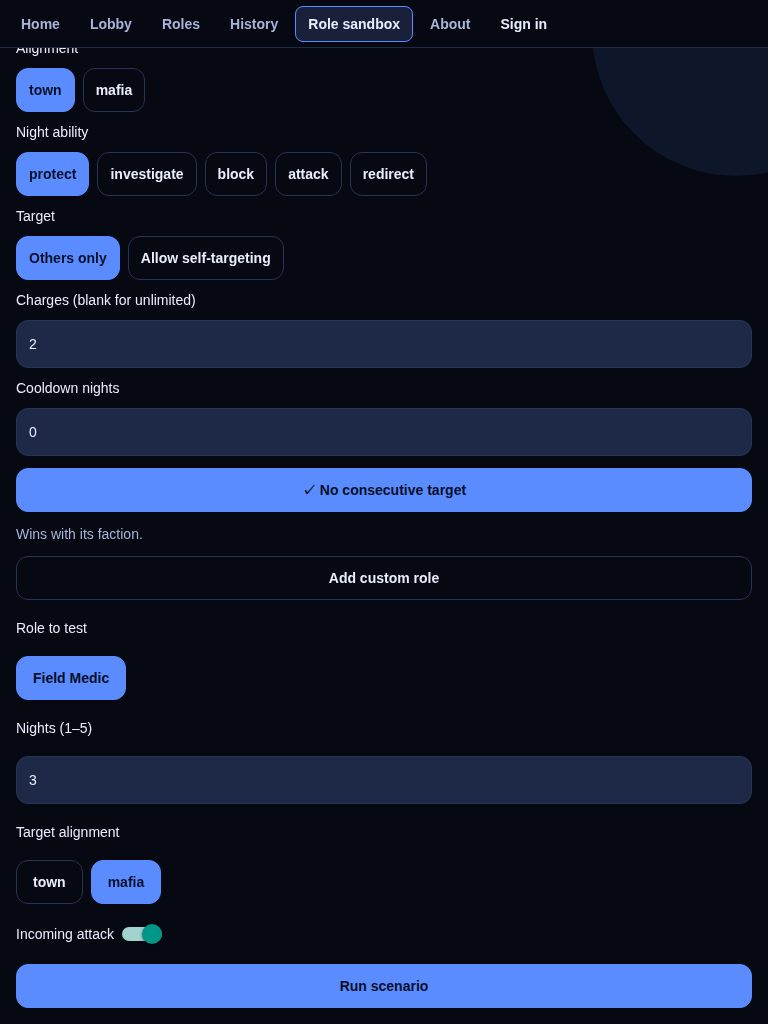 Home Lobby Roles History Role sandbox About Sign in
Alignment
town mafia
Night ability
protect investigate block attack redirect
Target
Others only Allow self-targeting
Charges (blank for unlimited)
2
Cooldown nights
0
✓ No consecutive target
Wins with its faction.
Add custom role
Role to test
Field Medic
Nights (1–5)
3
Target alignment
town mafia
Incoming attack
Run scenario